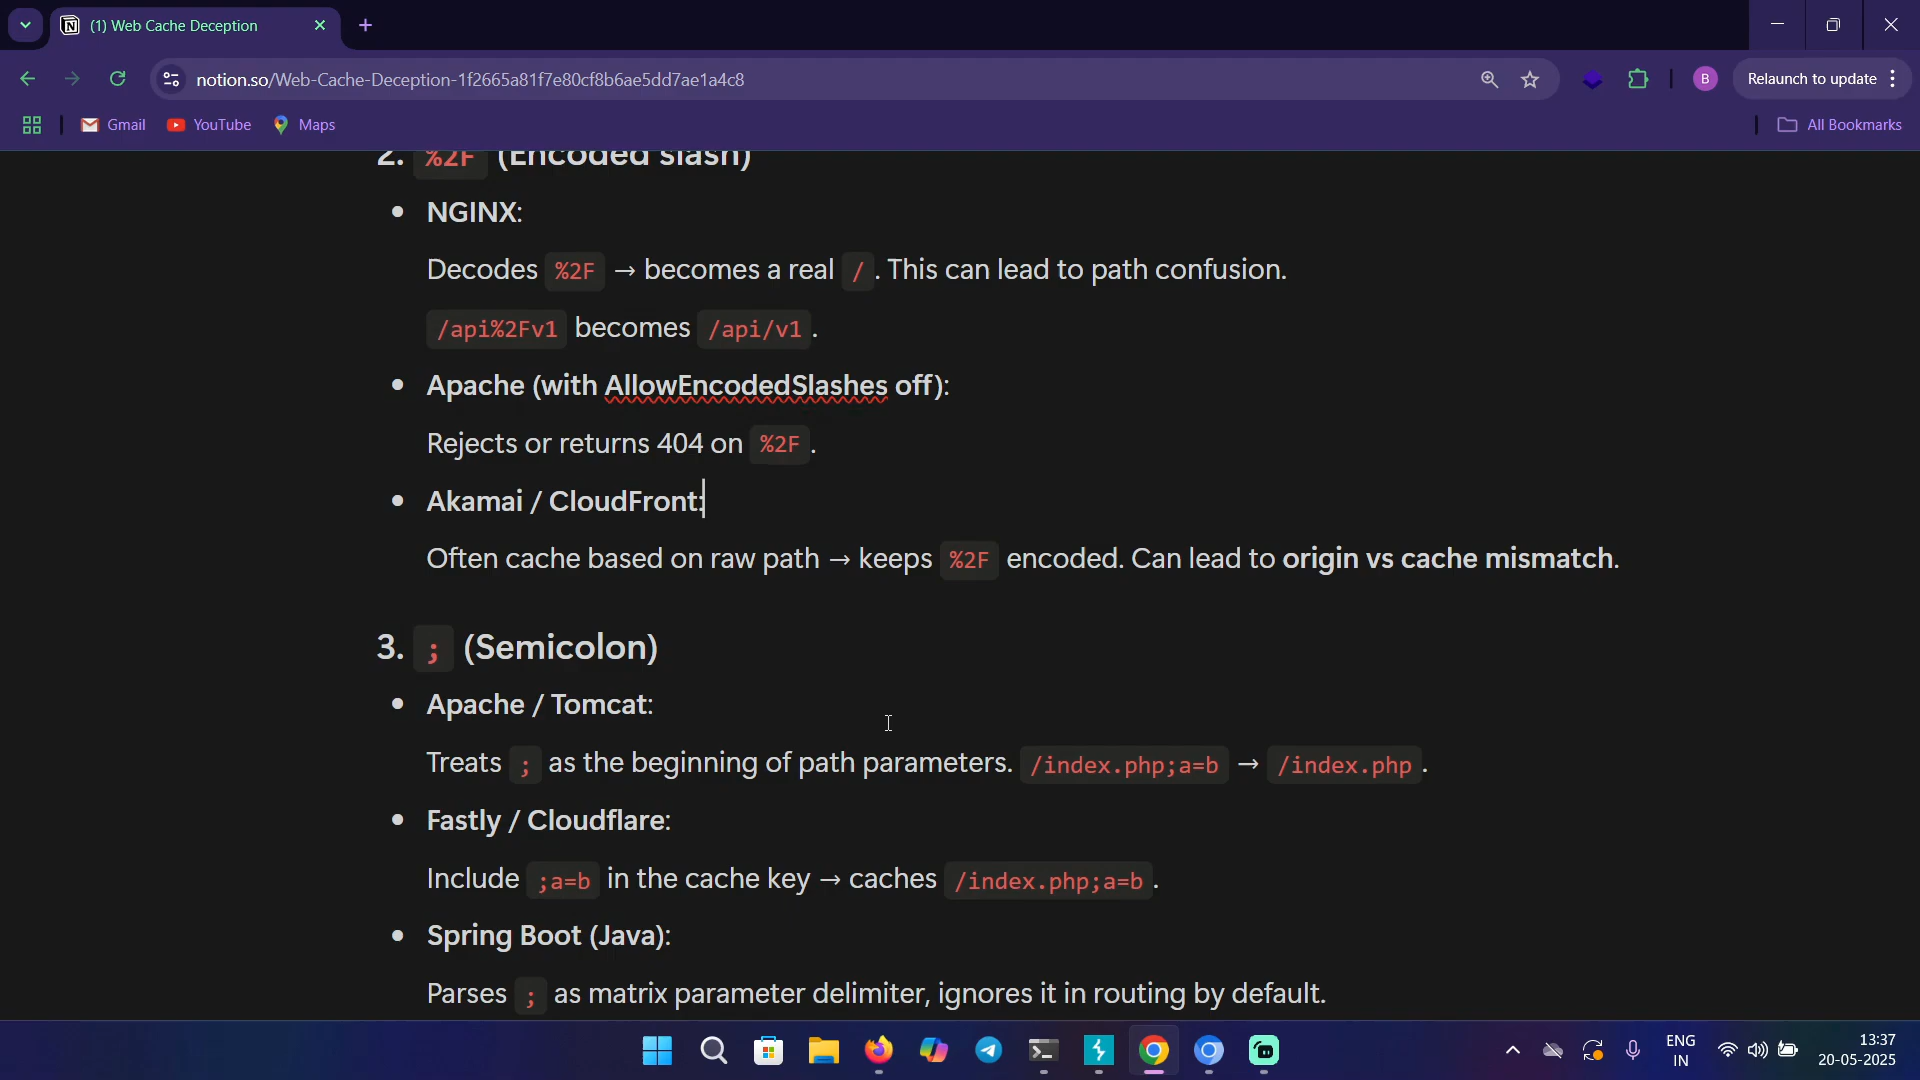 (1) Web Cache Deception
notion.so/Web-Cache-Deception-1f2665a81f7e80cf8b6ae5dd7ae1a4c8
B
Relaunch to update
Gmail
YouTube
Maps
All Bookmarks
2. %2F (Encoded slash)
• NGINX:
Decodes %2F → becomes a real / . This can lead to path confusion.
/api%2Fv1 becomes /api/v1 .
• Apache (with AllowEncodedSlashes off):
Rejects or returns 404 on %2F .
• Akamai / CloudFront:
Often cache based on raw path → keeps %2F encoded. Can lead to origin vs cache mismatch.
3. ; (Semicolon)
• Apache / Tomcat:
Treats ; as the beginning of path parameters. /index.php;a=b → /index.php .
• Fastly / Cloudflare:
Include ;a=b in the cache key → caches /index.php;a=b .
• Spring Boot (Java):
Parses ; as matrix parameter delimiter, ignores it in routing by default.
ENG
IN
13:37
20-05-2025